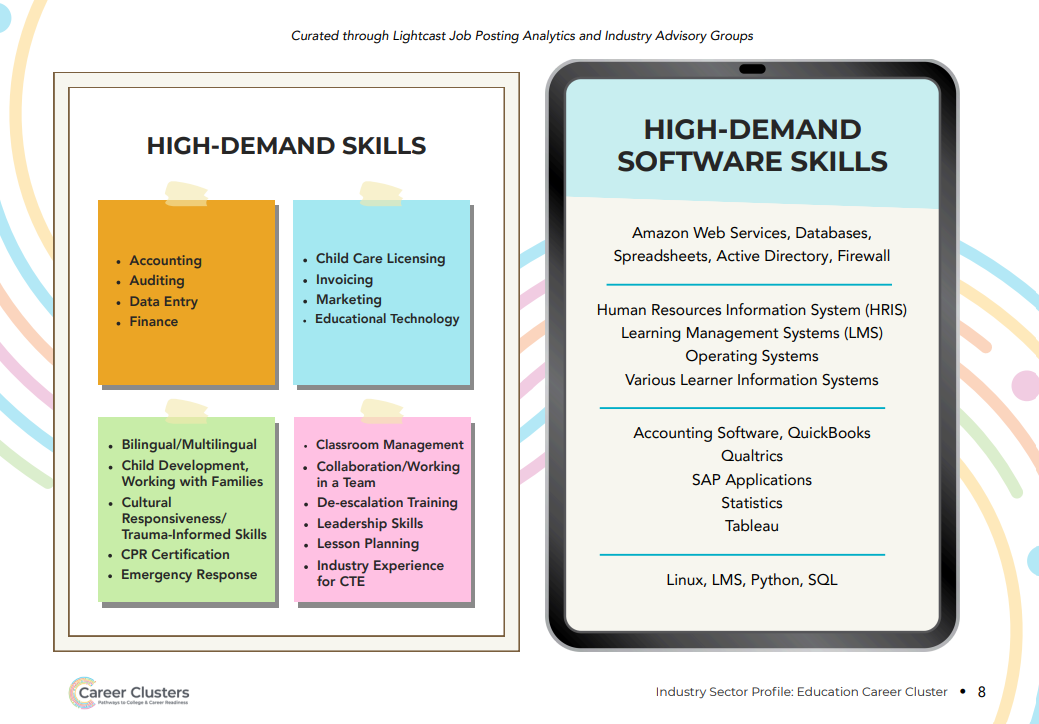 Curated through Lightcast Job Posting Analytics and Industry Advisory Groups
HIGH-DEMAND SKILLS
• Accounting
• Auditing
• Data Entry
• Finance
• Child Care Licensing
• Invoicing
• Marketing
• Educational Technology
• Bilingual/Multilingual
• Child Development,
Working with Families
• Cultural
Responsiveness/
Trauma-Informed Skills
• CPR Certification
• Emergency Response
• Classroom Management
• Collaboration/Working
in a Team
• De-escalation Training
• Leadership Skills
• Lesson Planning
• Industry Experience
for CTE
HIGH-DEMAND
SOFTWARE SKILLS
Amazon Web Services, Databases,
Spreadsheets, Active Directory, Firewall
Human Resources Information System (HRIS)
Learning Management Systems (LMS)
Operating Systems
Various Learner Information Systems
Accounting Software, QuickBooks
Qualtrics
SAP Applications
Statistics
Tableau
Linux, LMS, Python, SQL
Career Clusters
Pathways to College & Career Readiness
Industry Sector Profile: Education Career Cluster • 8